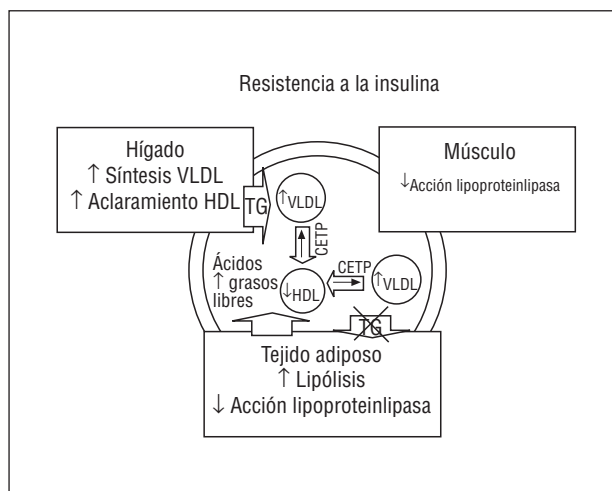 Resistencia a la insulina
Hígado
↑ Síntesis VLDL
↑ Aclaramiento HDL
Músculo
↓Acción lipoproteinlipasa
TG
↑VLDL
CETP
Ácidos
↑ grasos
libres
↓HDL
CETP
↑VLDL
TG
Tejido adiposo
↑ Lipólisis
↓ Acción lipoproteinlipasa